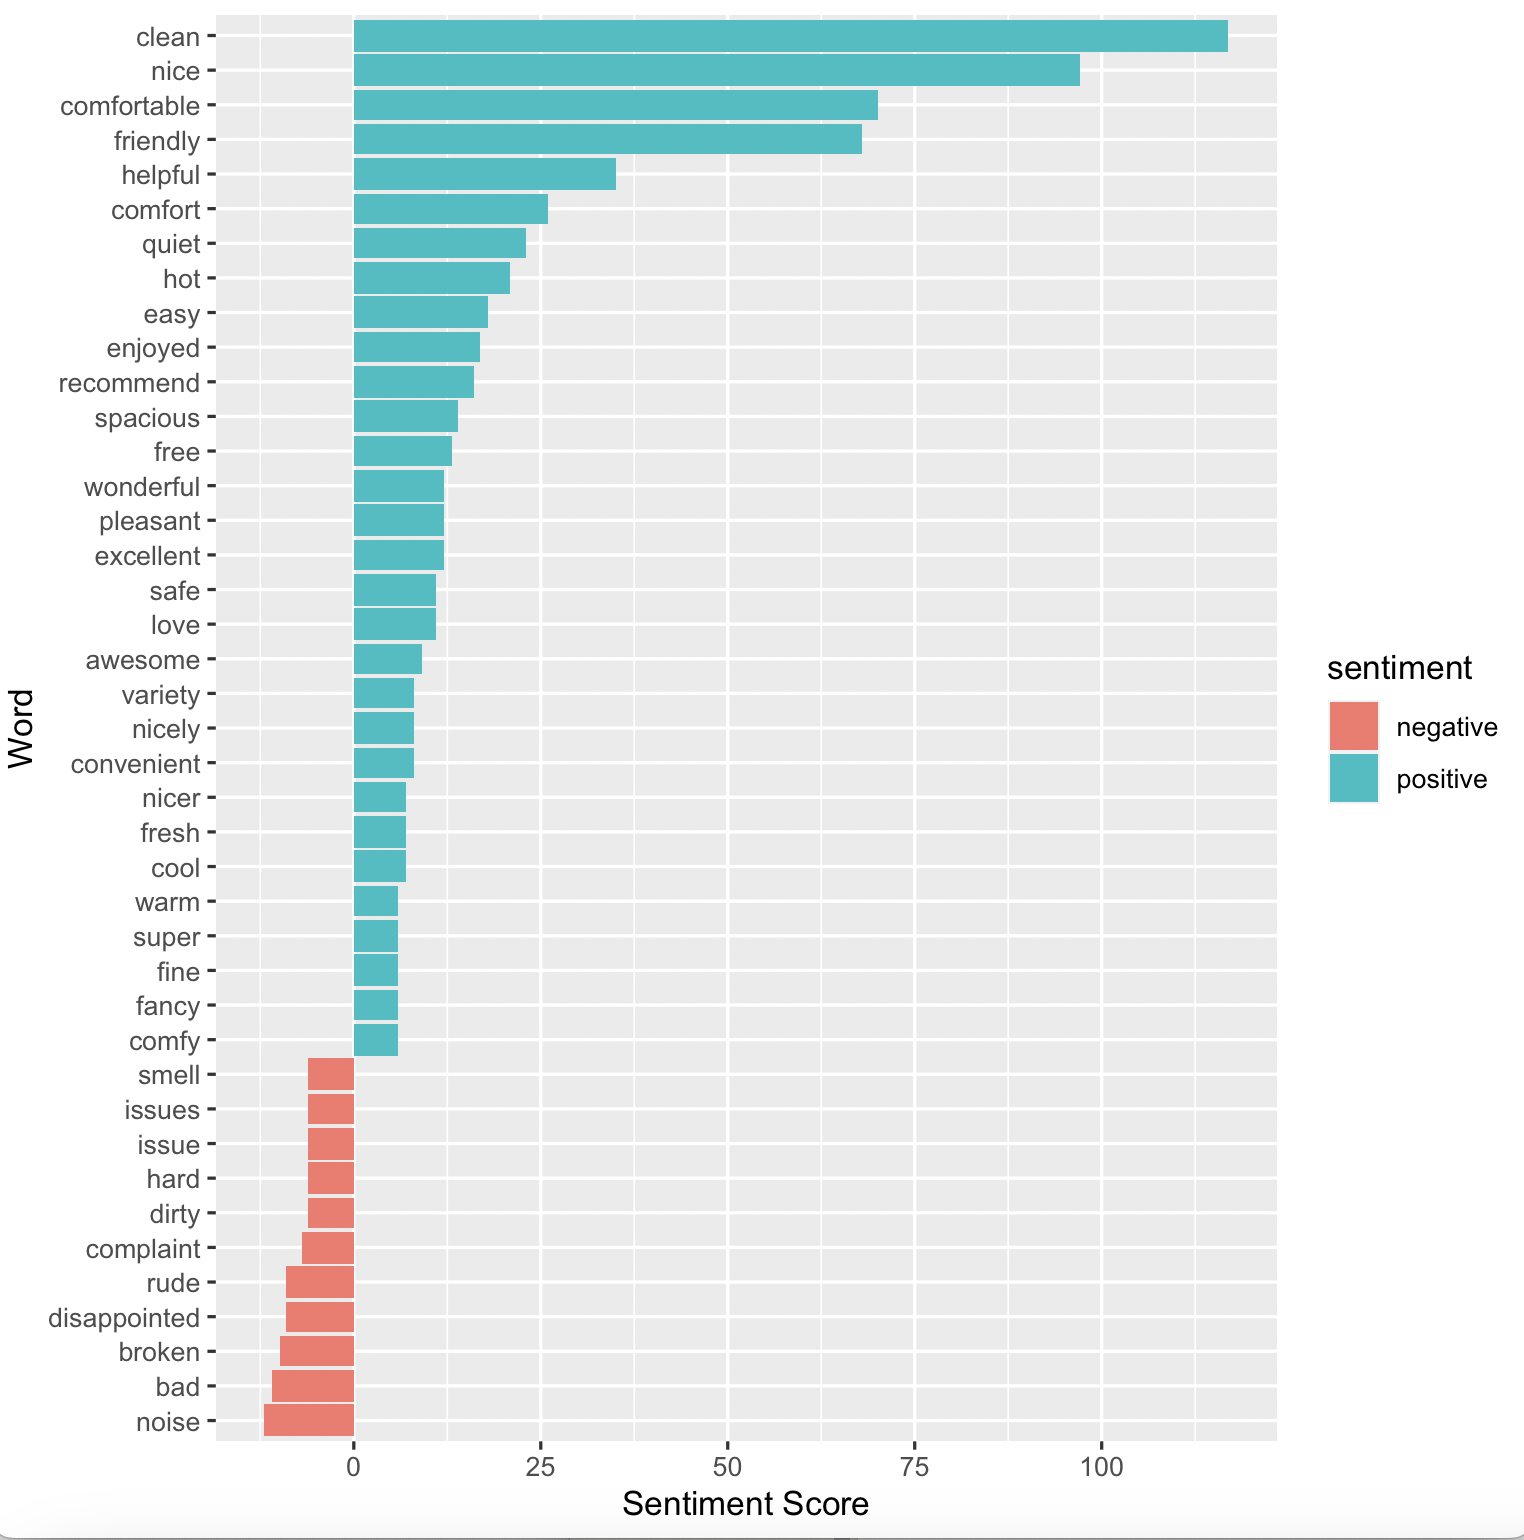 clean
nice
comfortable
friendly
helpful
comfort
quiet
hot
easy
enjoyed
recommend
spacious
free
wonderful
pleasant
excellent
safe
love
awesome
variety
nicely
convenient
nicer
fresh
cool
warm
super
fine
fancy
comfy
smell
issues
issue
hard
dirty
complaint
rude
disappointed
broken
bad
noise
Word
0 25 50 75 100
Sentiment Score
sentiment
negative
positive